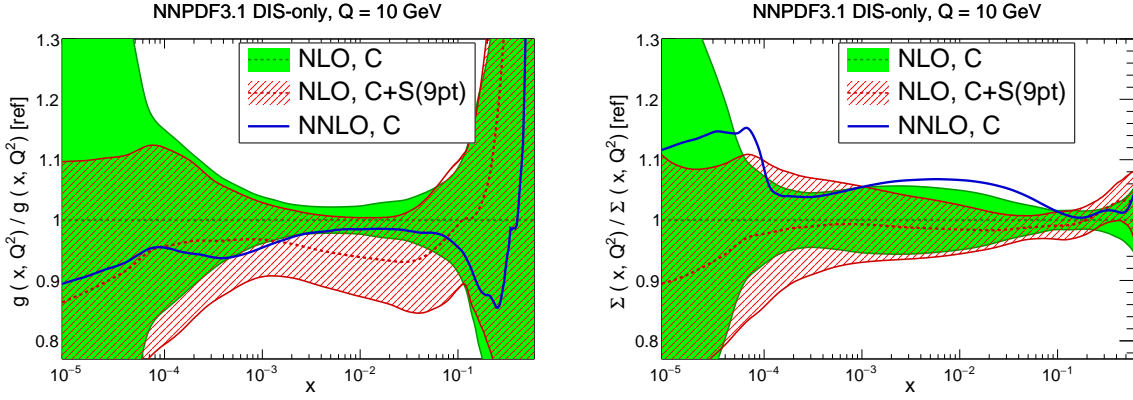 NNPDF3.1 DIS-only, Q = 10 GeV
g ( x, Q²) / g ( x, Q²) [ref]
1.3
1.2
1.1
1
0.9
0.8
NLO, C
NLO, C+S(9pt)
NNLO, C
10⁻⁵ 10⁻⁴ 10⁻³ 10⁻² 10⁻¹
x
NNPDF3.1 DIS-only, Q = 10 GeV
Σ ( x, Q²) / Σ ( x, Q²) [ref]
1.3
1.2
1.1
1
0.9
0.8
NLO, C
NLO, C+S(9pt)
NNLO, C
10⁻⁵ 10⁻⁴ 10⁻³ 10⁻² 10⁻¹
x